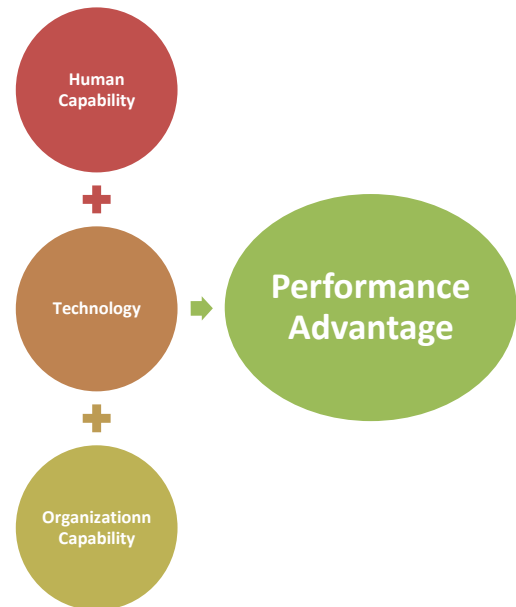 Human
Capability
Technology
Performance
Advantage
Organizationn
Capability